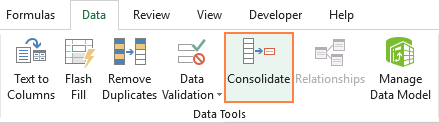 Formulas Data Review View Developer Help
Text to Columns
Flash Fill
Remove Duplicates
Data Validation
Consolidate
Relationships
Manage Data Model
Data Tools